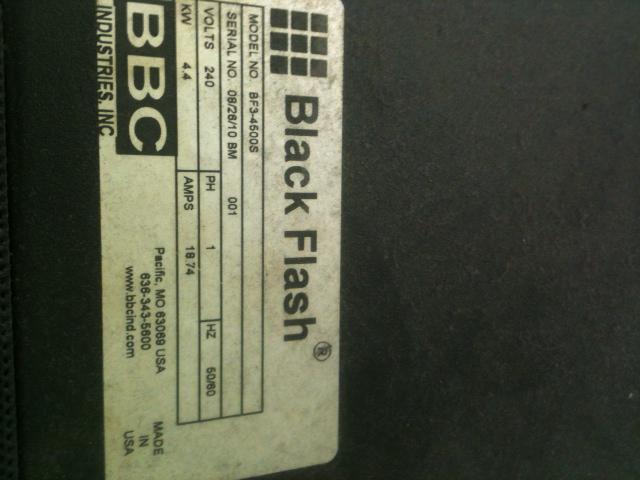 Black Flash®
MODEL NO. BF3-4500S
SERIAL NO. 08/26/10 BM 001
VOLTS 240 PH 1 HZ 50/60
KW 4.4 AMPS 18.74
BBC
INDUSTRIES, INC
Pacific, MO 63069 USA
636-343-5600
www.bbcind.com
MADE
IN
USA